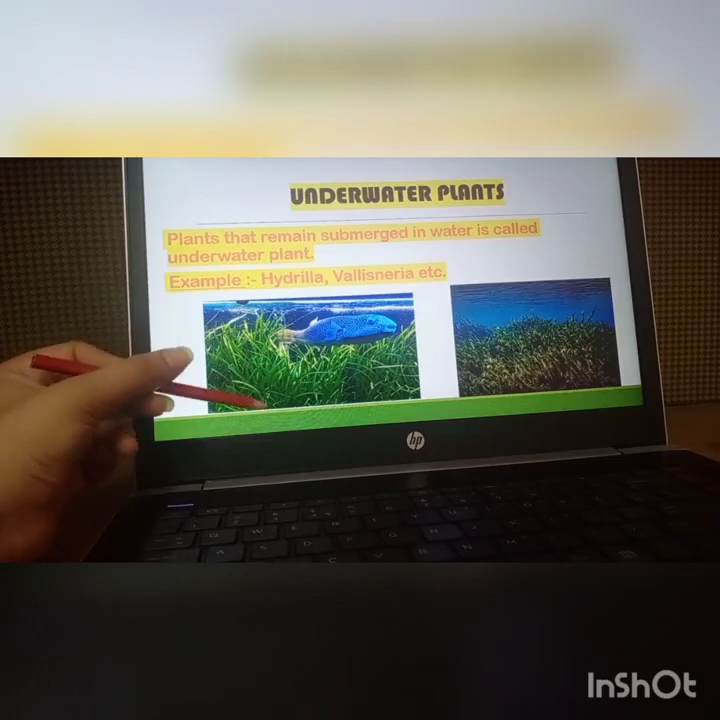 UNDERWATER PLANTS
Plants that remain submerged in water is called
underwater plant.
Example :- Hydrilla, Vallisneria etc.
hp
InShOt